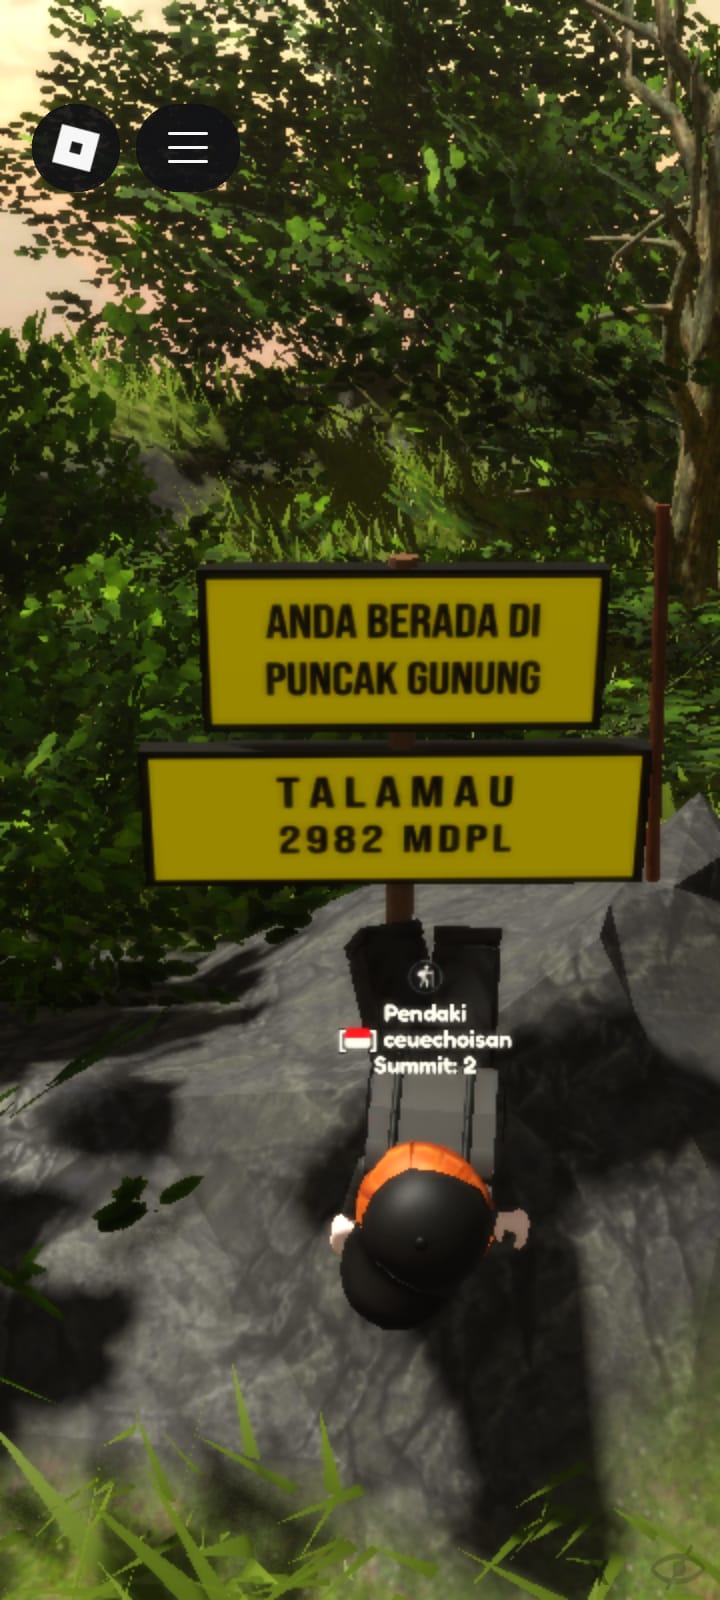 ANDA BERADA DI
PUNCAK GUNUNG
TALAMAU
2982 MDPL
Pendaki
[🇮🇩] ceuechoisan
Summit: 2